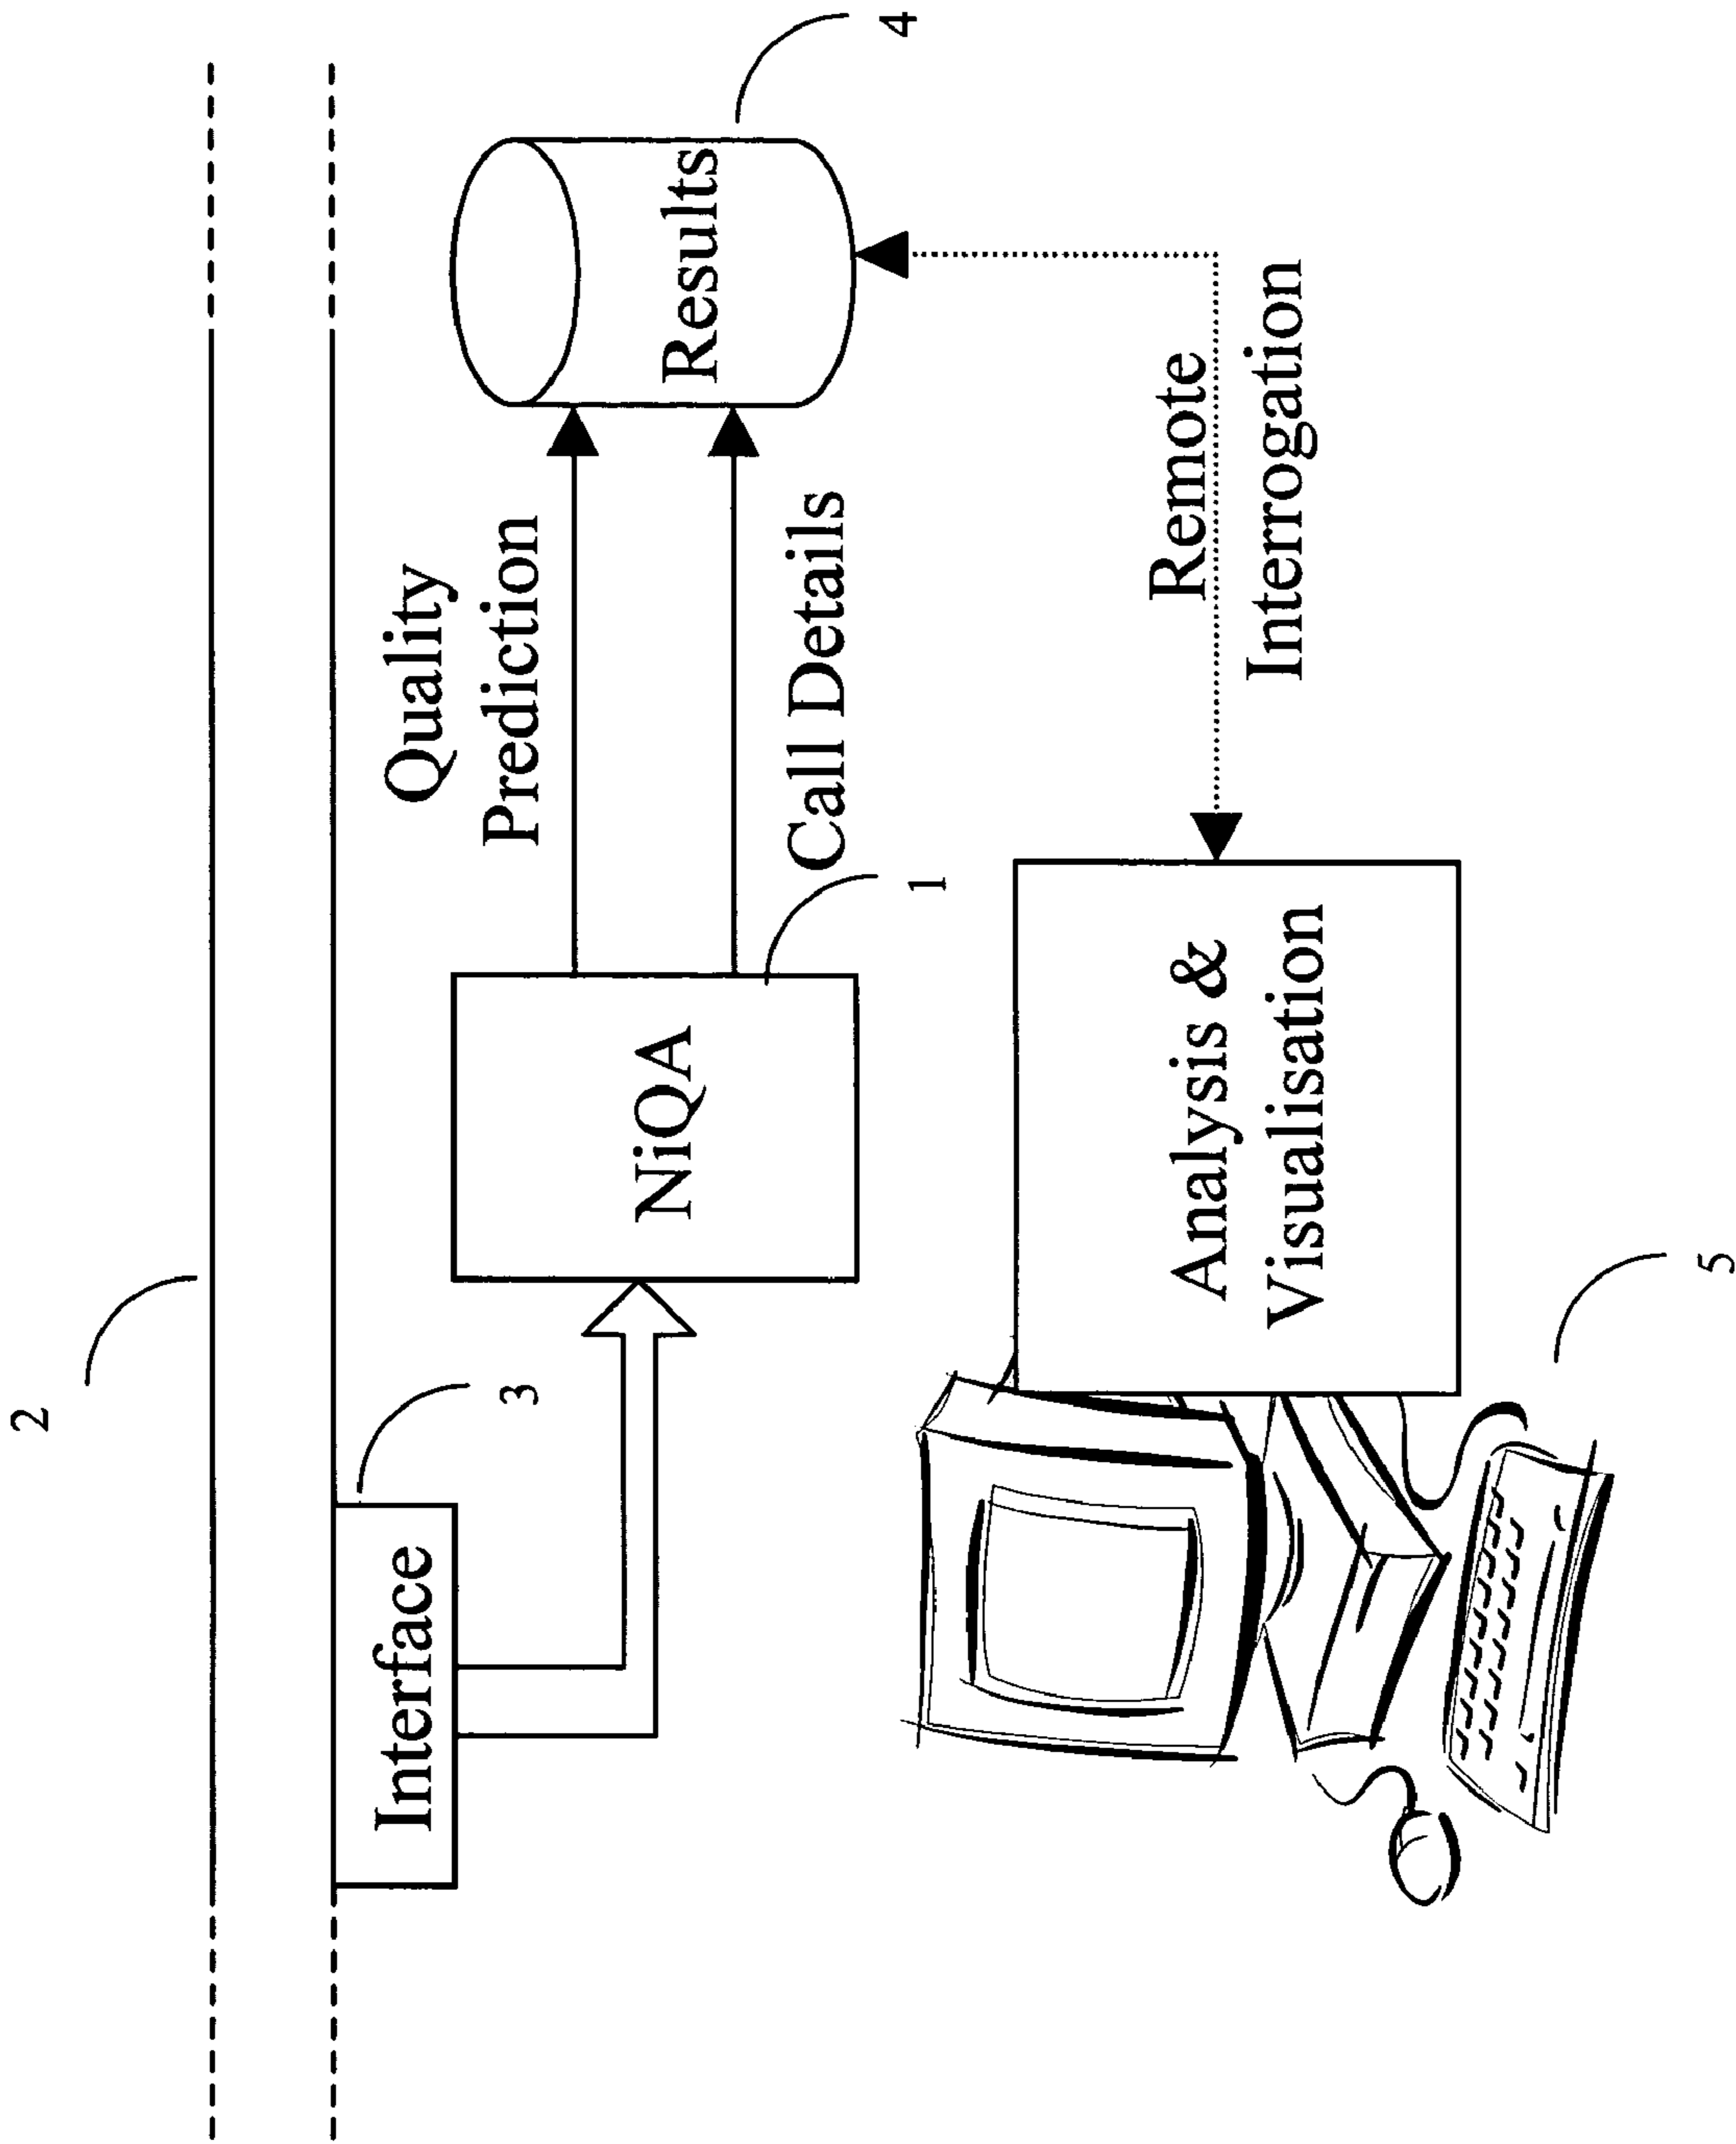 2
Interface
3
NiQA
1
Quality
Prediction
Call Details
Results
4
Remote
Interrogation
Analysis &
Visualisation
5